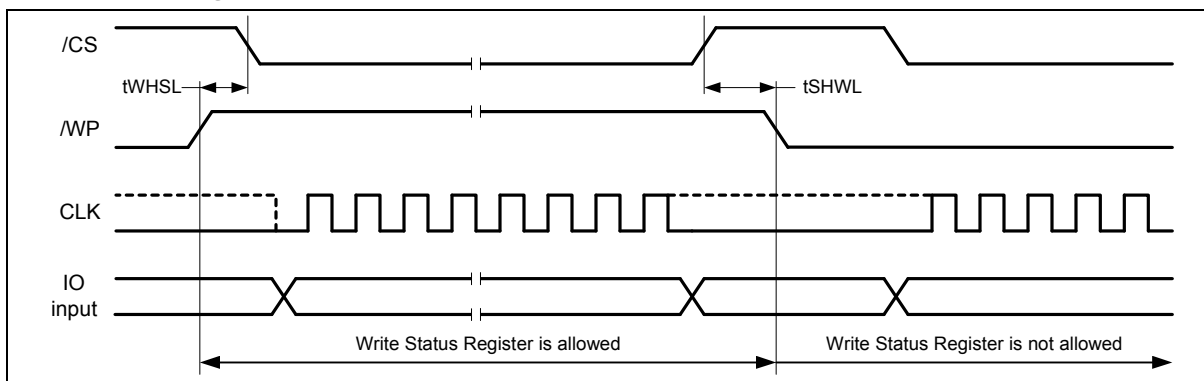 /CS
tWHSL
tSHWL
/WP
CLK
IO
input
Write Status Register is allowed
Write Status Register is not allowed